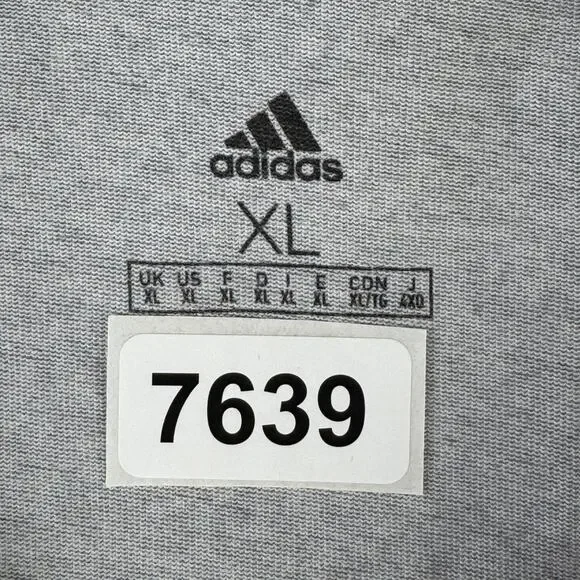 adidas
XL
UK US F D I E CDN J
XL XL XL XL XL XL XL/TG 4XO
7639